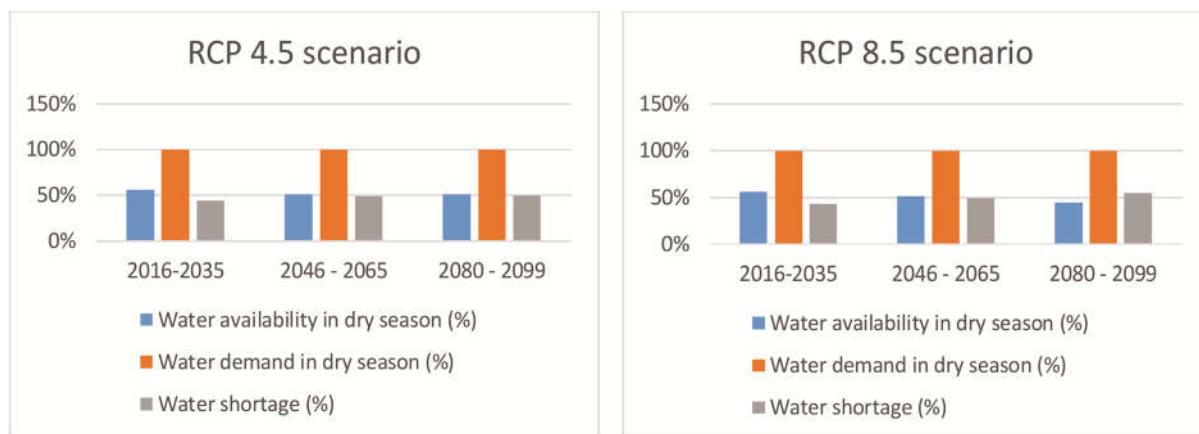 RCP 4.5 scenario
150%
100%
50%
0%
2016-2035
2046 - 2065
2080 - 2099
Water availability in dry season (%)
Water demand in dry season (%)
Water shortage (%)
RCP 8.5 scenario
150%
100%
50%
0%
2016-2035
2046 - 2065
2080 - 2099
Water availability in dry season (%)
Water demand in dry season (%)
Water shortage (%)